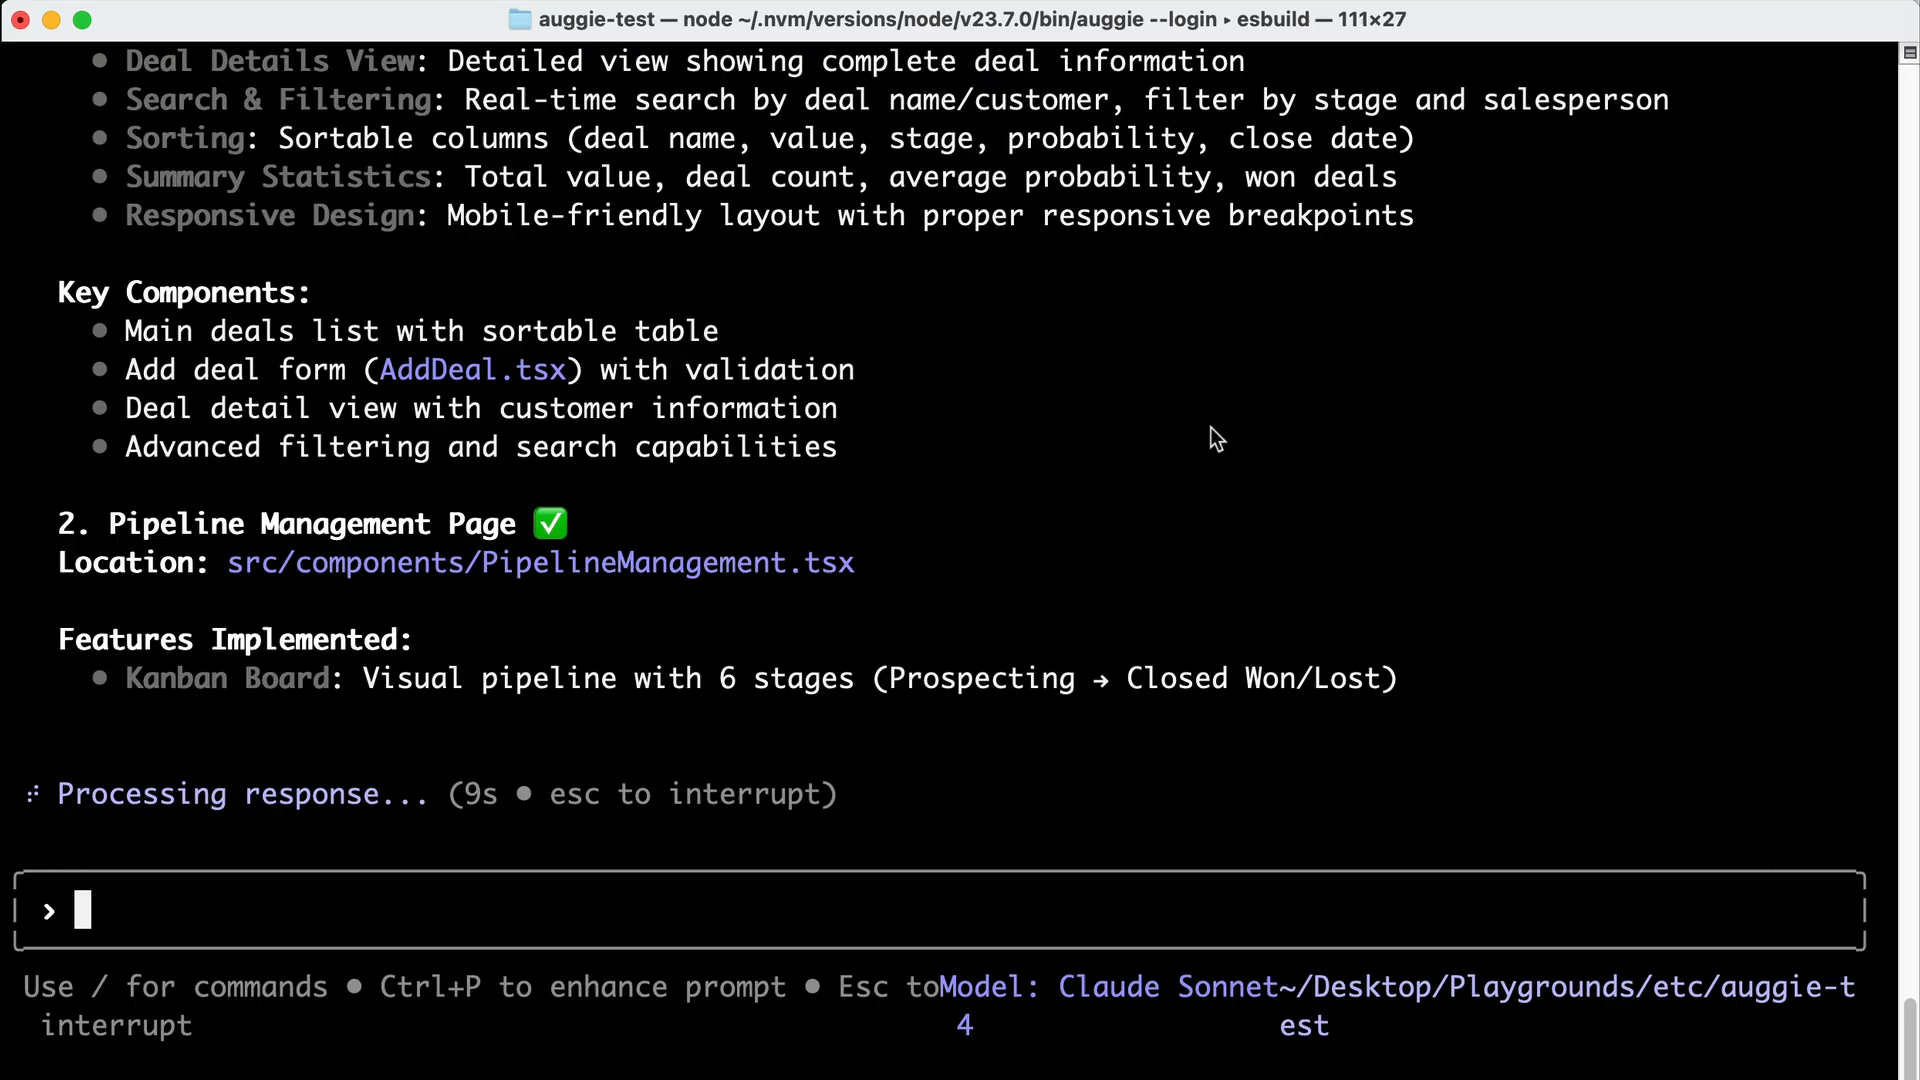 auggie-test — node ~/.nvm/versions/node/v23.7.0/bin/auggie --login ▸ esbuild — 111×27
● Deal Details View: Detailed view showing complete deal information
● Search & Filtering: Real-time search by deal name/customer, filter by stage and salesperson
● Sorting: Sortable columns (deal name, value, stage, probability, close date)
● Summary Statistics: Total value, deal count, average probability, won deals
● Responsive Design: Mobile-friendly layout with proper responsive breakpoints
Key Components:
● Main deals list with sortable table
● Add deal form (AddDeal.tsx) with validation
● Deal detail view with customer information
● Advanced filtering and search capabilities
2. Pipeline Management Page ✅
Location: src/components/PipelineManagement.tsx
Features Implemented:
● Kanban Board: Visual pipeline with 6 stages (Prospecting → Closed Won/Lost)
Processing response... (9s ● esc to interrupt)
›
Use / for commands ● Ctrl+P to enhance prompt ● Esc toModel: Claude Sonnet~/Desktop/Playgrounds/etc/auggie-t
interrupt 4 est